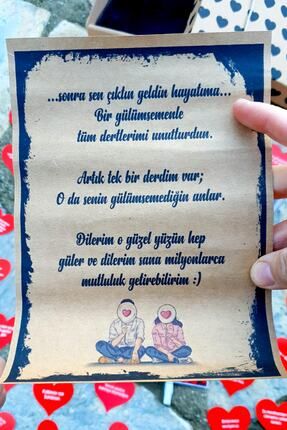 ...sonra sen çıktın geldin hayatıma...
Bir gülümsemenle
tüm dertlerimi unutturdun.
Artık tek bir derdim var;
O da senin gülümsemediğin anlar.
Dilerim o güzel yüzün hep
güler ve dilerim sana milyonlarca
mutluluk getirebilirim :)